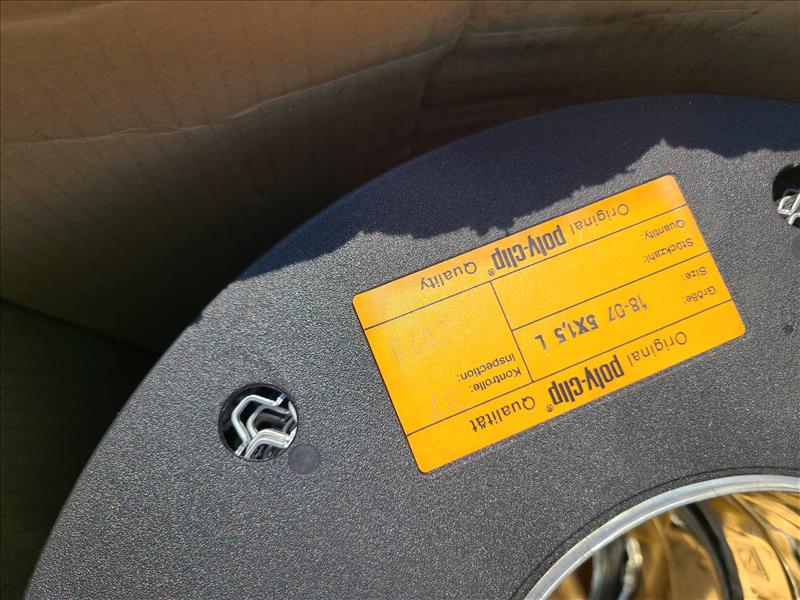 Original poly-clip® Qualität
Größe:
Size:
18-07 5X1,5 L
Kontrolle:
Inspection:
Stückzahl:
Quantity:
Original poly-clip® Quality